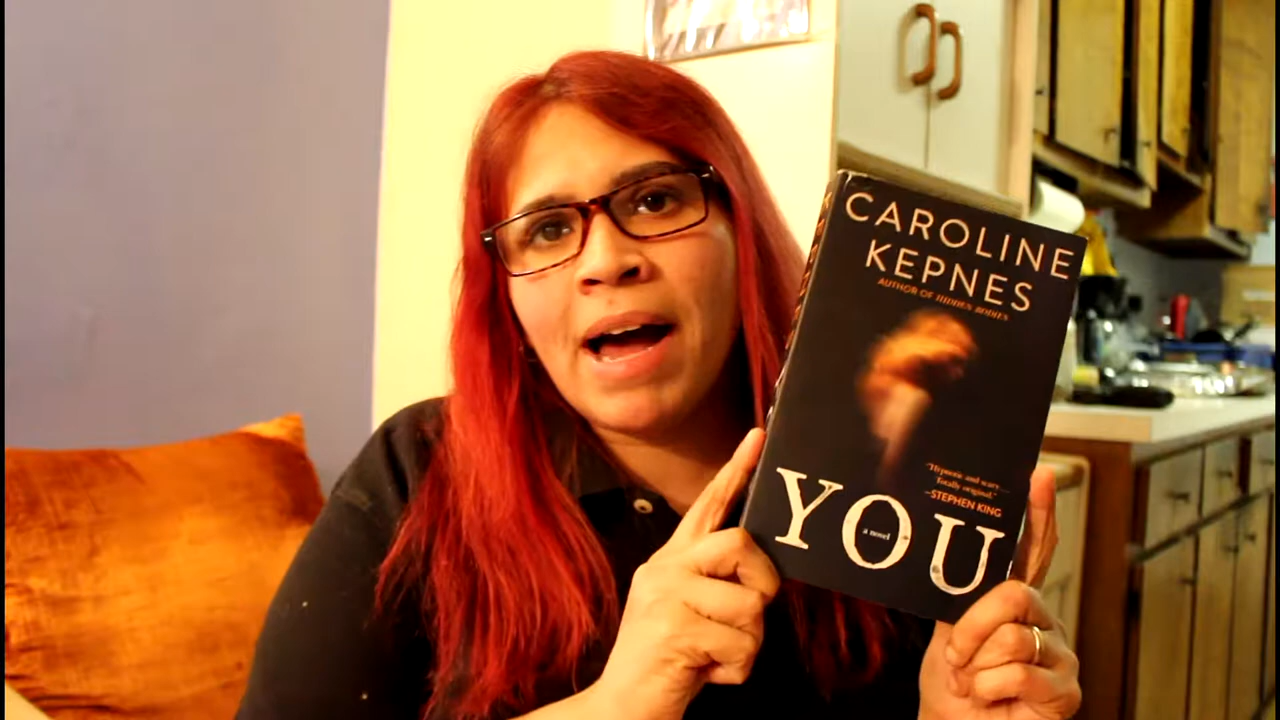 CAROLINE
KEPNES
AUTHOR OF HIDDEN BODIES
"Hypnotic and scary...
Totally original."
—STEPHEN KING
YOU
a novel